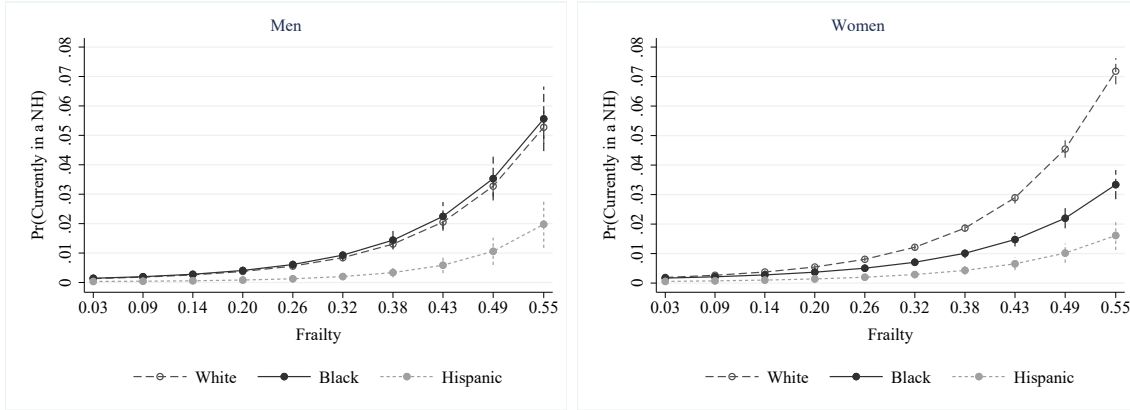 Men
Pr(Currently in a NH)
.08
.07
.06
.05
.04
.03
.02
.01
0
0.03 0.09 0.14 0.20 0.26 0.32 0.38 0.43 0.49 0.55
Frailty
White Black Hispanic
Women
Pr(Currently in a NH)
.08
.07
.06
.05
.04
.03
.02
.01
0
0.03 0.09 0.14 0.20 0.26 0.32 0.38 0.43 0.49 0.55
Frailty
White Black Hispanic